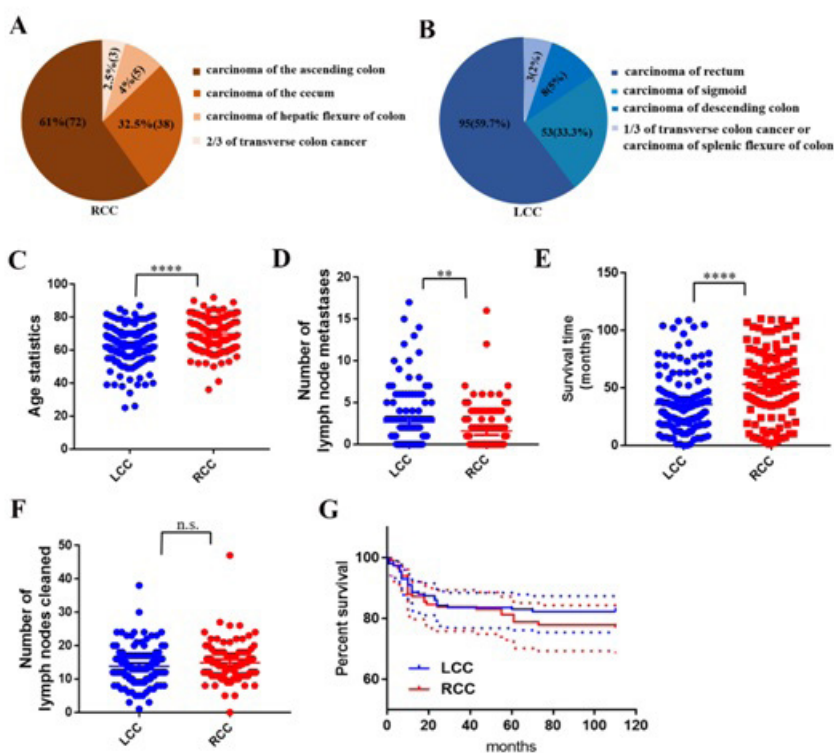 A
RCC
2.5%(3)
4%(5)
61%(72)
32.5%(38)
carcinoma of the ascending colon
carcinoma of the cecum
carcinoma of hepatic flexure of colon
2/3 of transverse colon cancer
RCC
B
3(2%)
8(5%)
95(59.7%)
53(33.3%)
carcinoma of rectum
carcinoma of sigmoid
carcinoma of descending colon
1/3 of transverse colon cancer or
carcinoma of splenic flexure of colon
LCC
C
****
Age statistics
100
80
60
40
20
0
LCC
RCC
D
**
Number of
lymph node metastases
20
15
10
5
0
LCC
RCC
E
****
Survival time
(months)
150
100
50
0
LCC
RCC
F
n.s.
Number of
lymph nodes cleaned
50
40
30
20
10
0
LCC
RCC
G
Percent survival
100
80
60
LCC
RCC
0
20
40
60
80
100
120
months